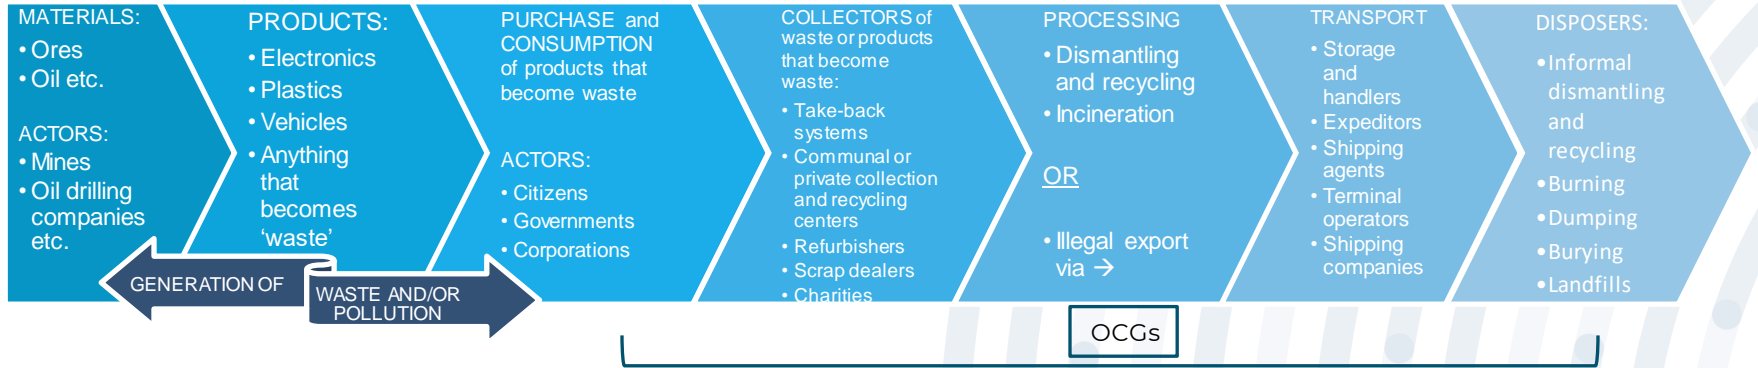 MATERIALS:
• Ores
• Oil etc.
ACTORS:
• Mines
• Oil drilling
companies
etc.
PRODUCTS:
• Electronics
• Plastics
• Vehicles
• Anything
that
becomes
‘waste’
GENERATION OF
WASTE AND/OR
POLLUTION
PURCHASE and
CONSUMPTION
of products that
become waste
ACTORS:
• Citizens
• Governments
• Corporations
COLLECTORS of
waste or products
that become
waste:
• Take-back
systems
• Communal or
private collection
and recycling
centers
• Refurbishers
• Scrap dealers
• Charities
PROCESSING
• Dismantling
and recycling
• Incineration
OR
• Illegal export
via →
TRANSPORT
• Storage
and
handlers
• Expeditors
• Shipping
agents
• Terminal
operators
• Shipping
companies
DISPOSERS:
• Informal
dismantling
and
recycling
• Burning
• Dumping
• Burying
• Landfills
OCGs